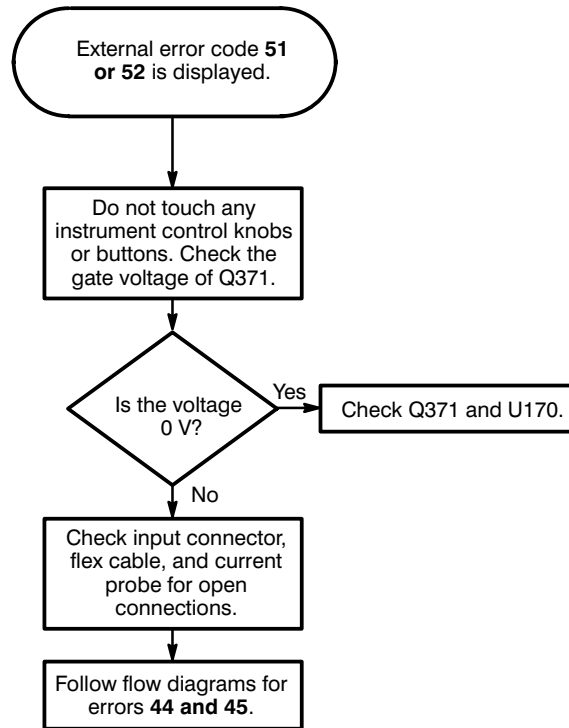 External error code 51
or 52 is displayed.
Do not touch any
instrument control knobs
or buttons. Check the
gate voltage of Q371.
Is the voltage
0 V?
Yes
Check Q371 and U170.
No
Check input connector,
flex cable, and current
probe for open
connections.
Follow flow diagrams for
errors 44 and 45.